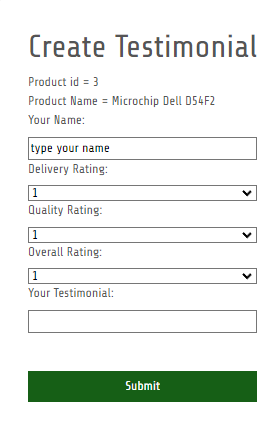 Create Testimonial
Product id = 3
Product Name = Microchip Dell D54F2
Your Name:
type your name
Delivery Rating:
1
Quality Rating:
1
Overall Rating:
1
Your Testimonial:
Submit